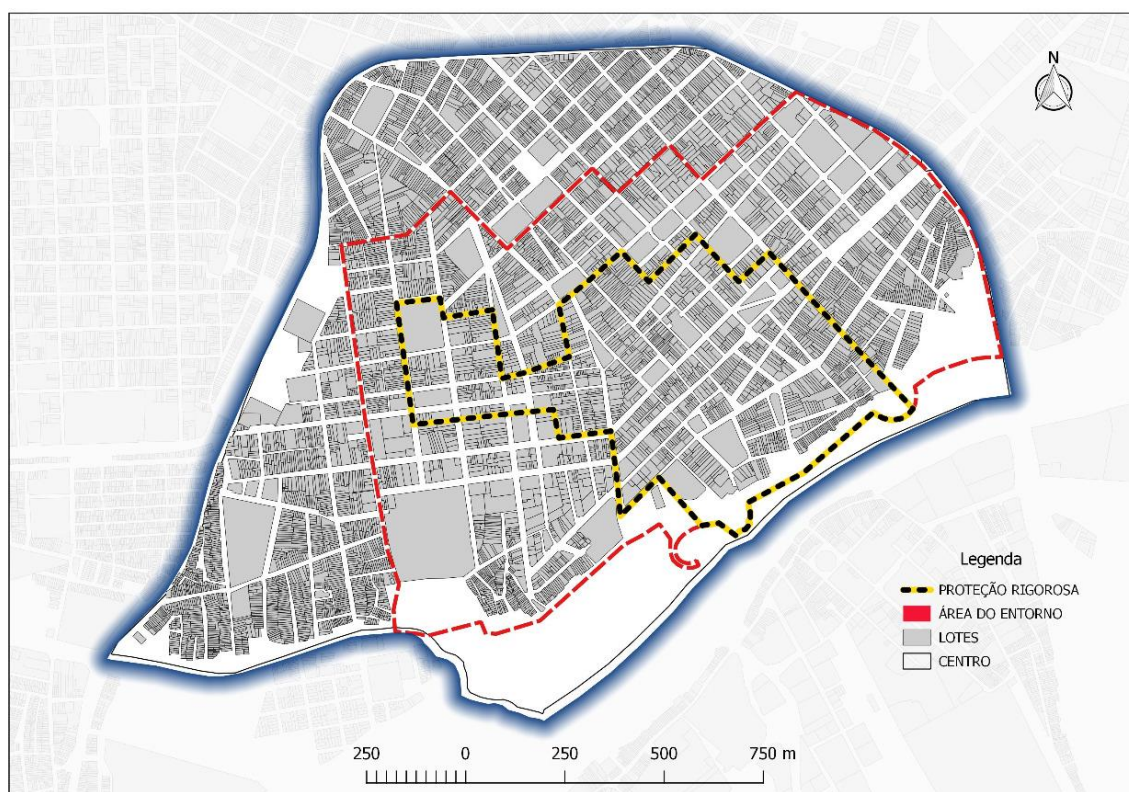 N
Legenda
PROTEÇÃO RIGOROSA
ÁREA DO ENTORNO
LOTES
CENTRO
250 0 250 500 750 m